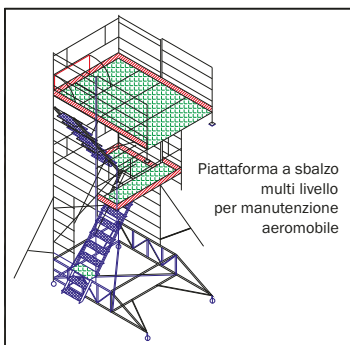 Piattaforma a sbalzo
multi livello
per manutenzione
aeromobile